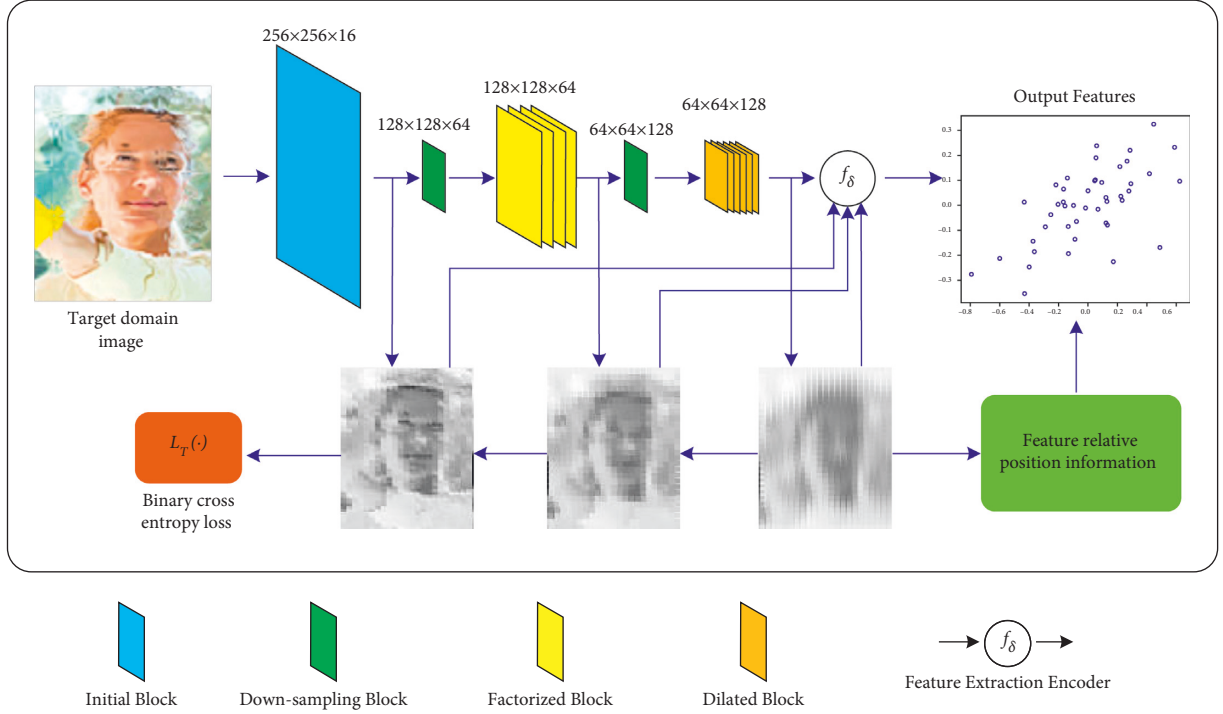 256×256×16
128×128×64
128×128×64
64×64×128
64×64×128
f δ
Output Features
0.3
0.2
0.1
0.0
–0.1
–0.2
–0.3
–0.8
–0.6
–0.4
–0.2
0.0
0.2
0.4
0.6
Target domain
image
L T (·)
Binary cross
entropy loss
Feature relative
position information
Initial Block
Down-sampling Block
Factorized Block
Dilated Block
f δ
Feature Extraction Encoder